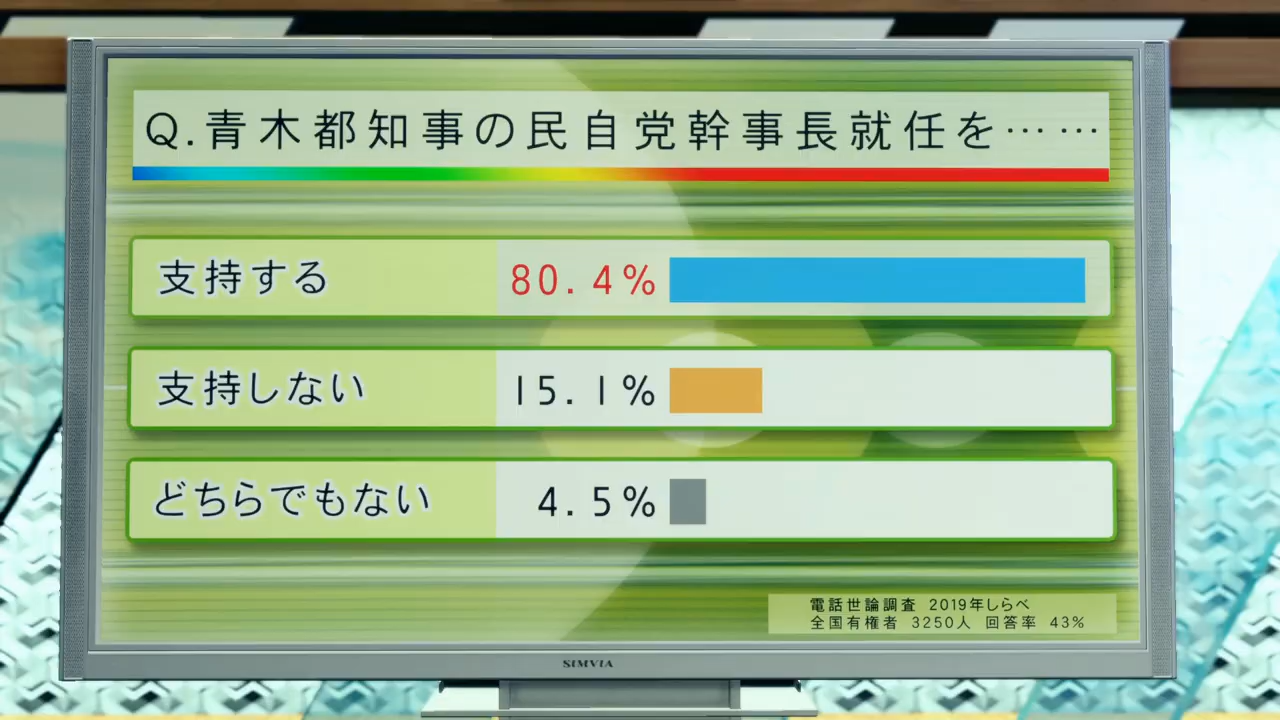 Q.青木都知事の民自党幹事長就任を……
支持する 80.4%
支持しない 15.1%
どちらでもない 4.5%
電話世論調査 2019年しらべ
全国有権者 3250人 回答率 43%
SIMVIA